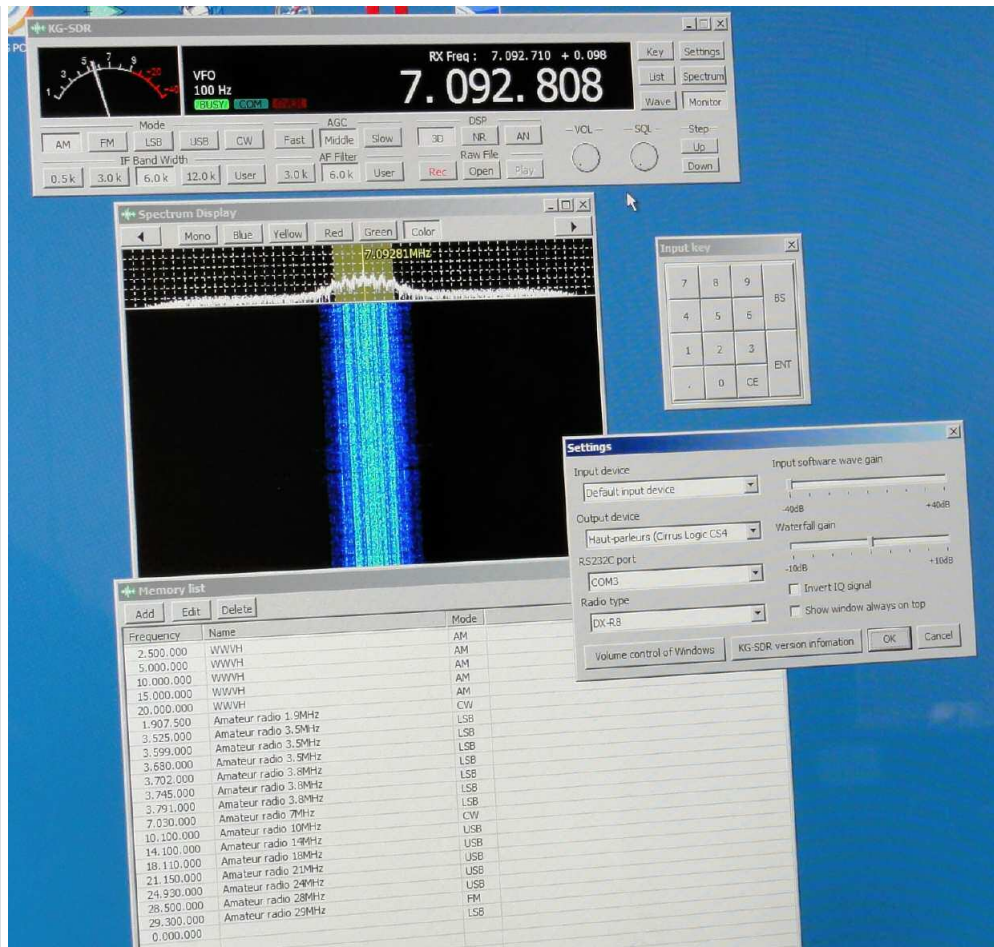 KG-SDR
RX Freq : 7.092.710 + 0.098
VFO
100 Hz
7.092.808
BUSY COM
1 3 5 7 9 +20 +40
Key Settings
List Spectrum
Wave Monitor
Mode
AM FM LSB USB CW
AGC
Fast Middle Slow
DSP
3D NR AN
VOL
SQL
Step
Up
Down
IF Band Width
0.5 k 3.0 k 6.0 k 12.0 k User
AF Filter
3.0 k 6.0 k User
Raw File
Rec Open Play
Spectrum Display
Mono Blue Yellow Red Green Color
7.09281MHz
Input key
7 8 9 BS
4 5 6
1 2 3 ENT
. 0 CE
Settings
Input device
Default input device
Output device
Haut-parleurs (Cirrus Logic CS4
RS232C port
COM3
Radio type
DX-R8
Input software wave gain
-40dB +40dB
Waterfall gain
-10dB +10dB
Invert IQ signal
Show window always on top
Volume control of Windows KG-SDR version infomation OK Cancel
Memory list
Add Edit Delete
Frequency Name Mode
2.500.000 WWVH AM
5.000.000 WWVH AM
10.000.000 WWVH AM
15.000.000 WWVH AM
20.000.000 WWVH AM
1.907.500 Amateur radio 1.9MHz CW
3.525.000 Amateur radio 3.5MHz LSB
3.599.000 Amateur radio 3.5MHz LSB
3.680.000 Amateur radio 3.5MHz LSB
3.702.000 Amateur radio 3.8MHz LSB
3.745.000 Amateur radio 3.8MHz LSB
3.791.000 Amateur radio 3.8MHz LSB
7.030.000 Amateur radio 7MHz LSB
10.100.000 Amateur radio 10MHz CW
14.100.000 Amateur radio 14MHz USB
18.110.000 Amateur radio 18MHz USB
21.150.000 Amateur radio 21MHz USB
24.930.000 Amateur radio 24MHz USB
28.500.000 Amateur radio 28MHz USB
29.300.000 Amateur radio 29MHz FM
0.000.000 LSB